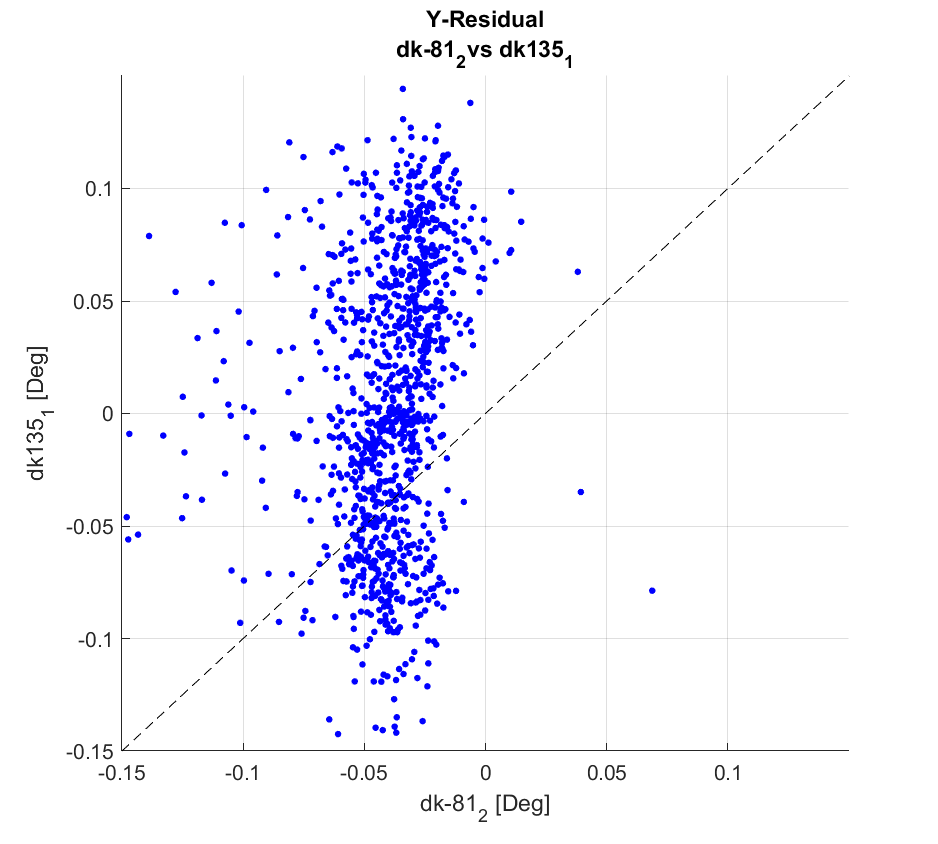 Y-Residual
dk-81₂vs dk135₁
0.1
0.05
0
-0.05
-0.1
-0.15
dk135₁ [Deg]
-0.15 -0.1 -0.05 0 0.05 0.1
dk-81₂ [Deg]